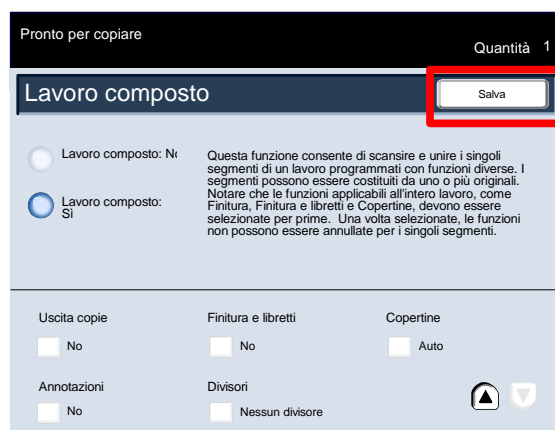 Pronto per copiare
Quantità 1
Lavoro composto
Salva
Lavoro composto: No
Questa funzione consente di scansire e unire i singoli
segmenti di un lavoro programmati con funzioni diverse. I
segmenti possono essere costituiti da uno o più originali.
Notare che le funzioni applicabili all'intero lavoro, come
Finitura, Finitura e libretti e Copertine, devono essere
selezionate per prime. Una volta selezionate, le funzioni
non possono essere annullate per i singoli segmenti.
Lavoro composto:
Sì
Uscita copie
No
Finitura e libretti
No
Copertine
Auto
Annotazioni
No
Divisori
Nessun divisore